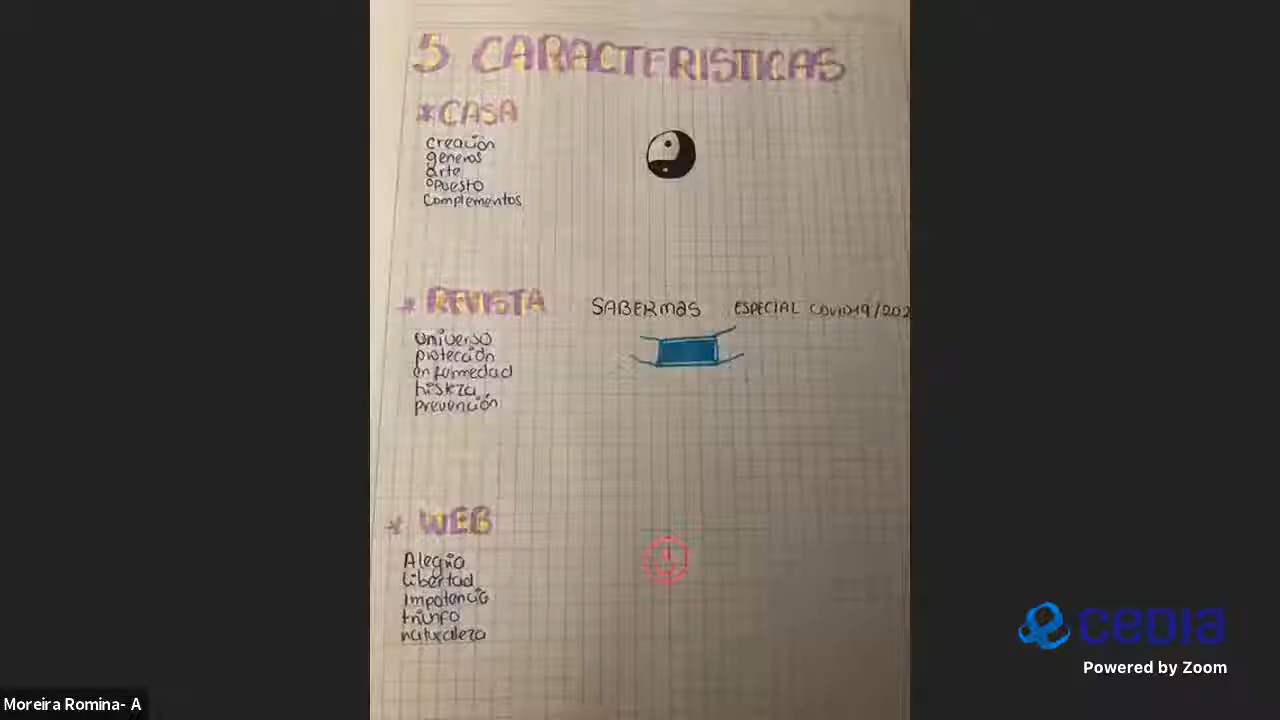 5 CARACTERISTICAS
* CASA
creación
generos
arte
opuesto
complementos
* REVISTA
SABERMAS ESPECIAL COVID19/202
universo
protección
enfermedad
prevención
* WEB
Alegria
libertad
Impotencia
triunfo
naturaleza
cedia
Powered by Zoom
Moreira Romina- A